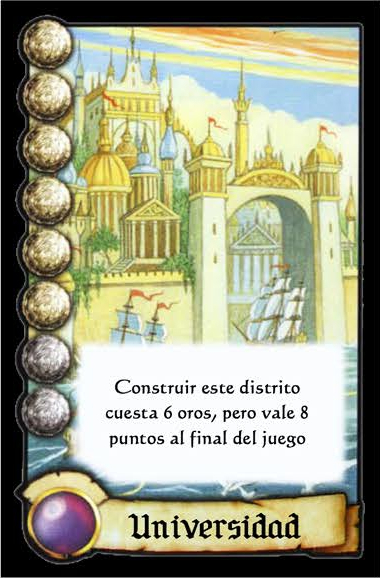 Construir este distrito
cuesta 6 oros, pero vale 8
puntos al final del juego
Universidad